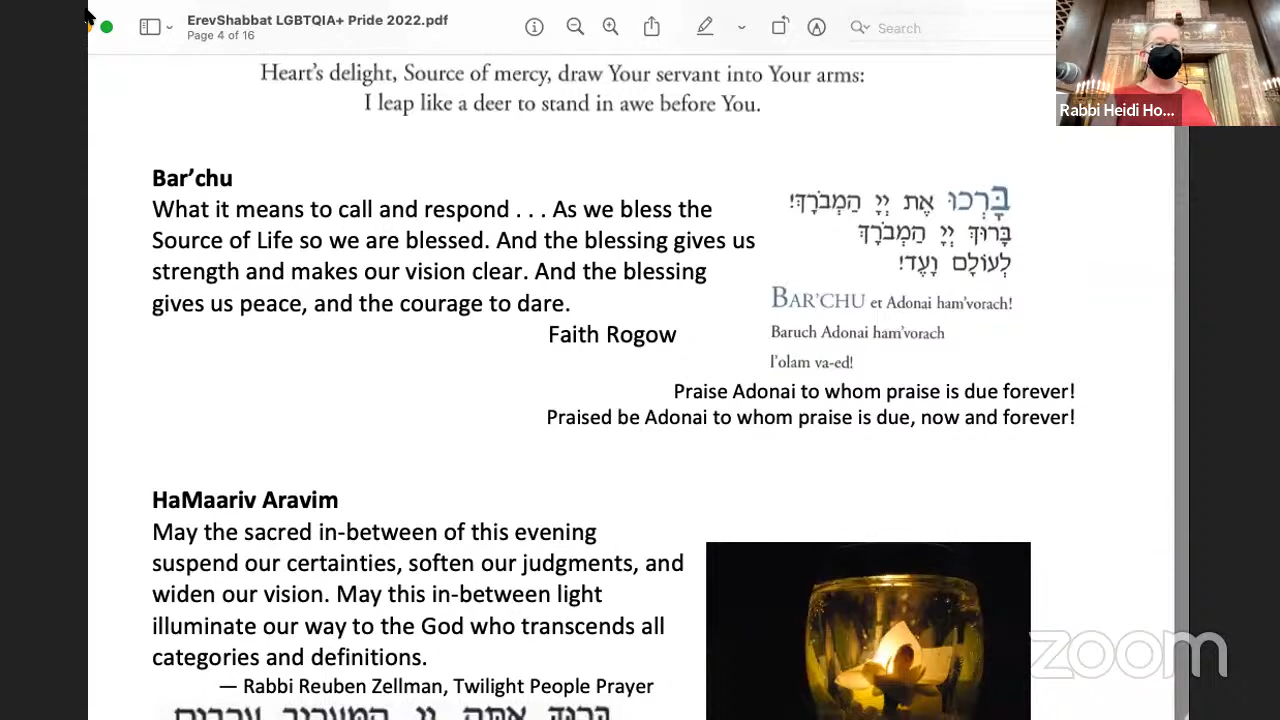 ErevShabbat LGBTQIA+ Pride 2022.pdf
Page 4 of 16
Search
Rabbi Heidi Ho...
Heart's delight, Source of mercy, draw Your servant into Your arms:
I leap like a deer to stand in awe before You.
Bar'chu
What it means to call and respond . . . As we bless the
Source of Life so we are blessed. And the blessing gives us
strength and makes our vision clear. And the blessing
gives us peace, and the courage to dare.
Faith Rogow
בָּרְכוּ אֶת יְיָ הַמְבֹרָךְ!
בָּרוּךְ יְיָ הַמְבֹרָךְ
לְעוֹלָם וָעֶד!
BAR'CHU et Adonai ham'vorach!
Baruch Adonai ham'vorach
l'olam va-ed!
Praise Adonai to whom praise is due forever!
Praised be Adonai to whom praise is due, now and forever!
HaMaariv Aravim
May the sacred in-between of this evening
suspend our certainties, soften our judgments, and
widen our vision. May this in-between light
illuminate our way to the God who transcends all
categories and definitions.
— Rabbi Reuben Zellman, Twilight People Prayer
zoom